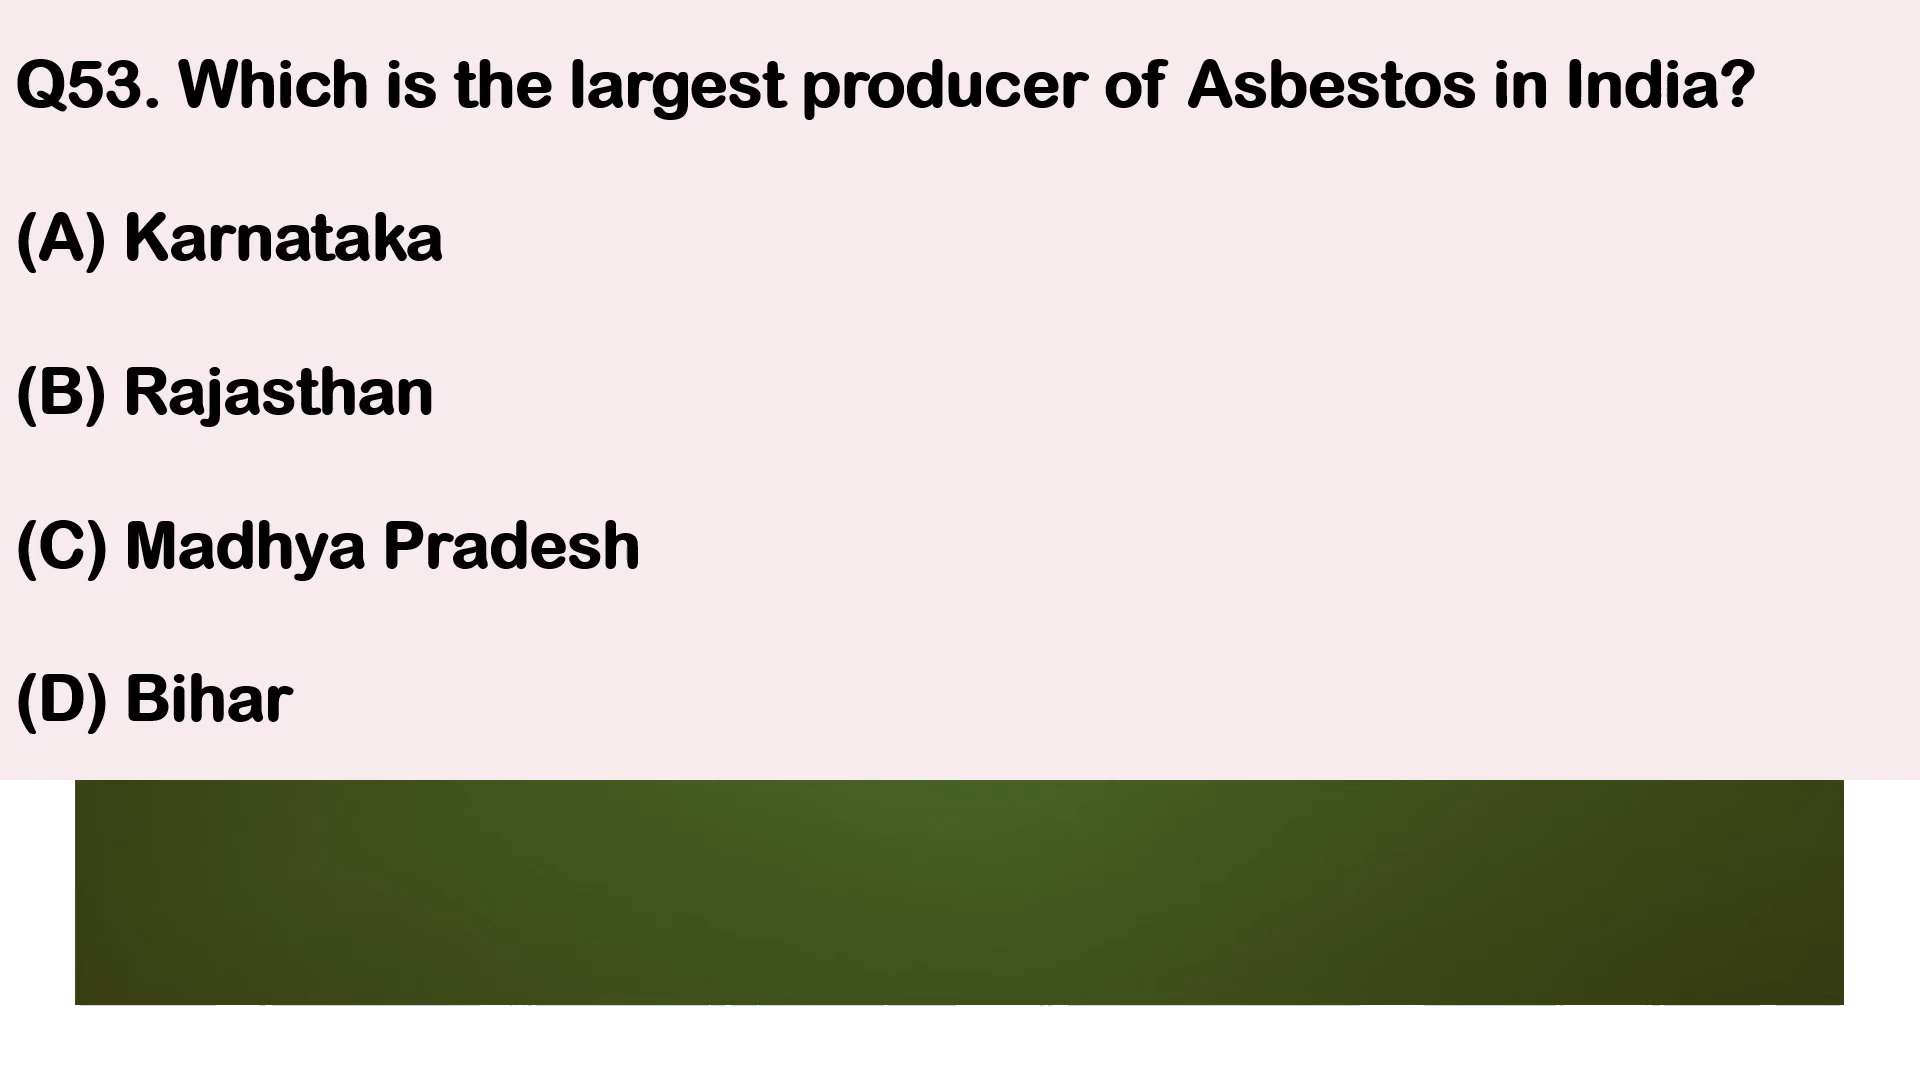 Q53. Which is the largest producer of Asbestos in India?
(A) Karnataka
(B) Rajasthan
(C) Madhya Pradesh
(D) Bihar